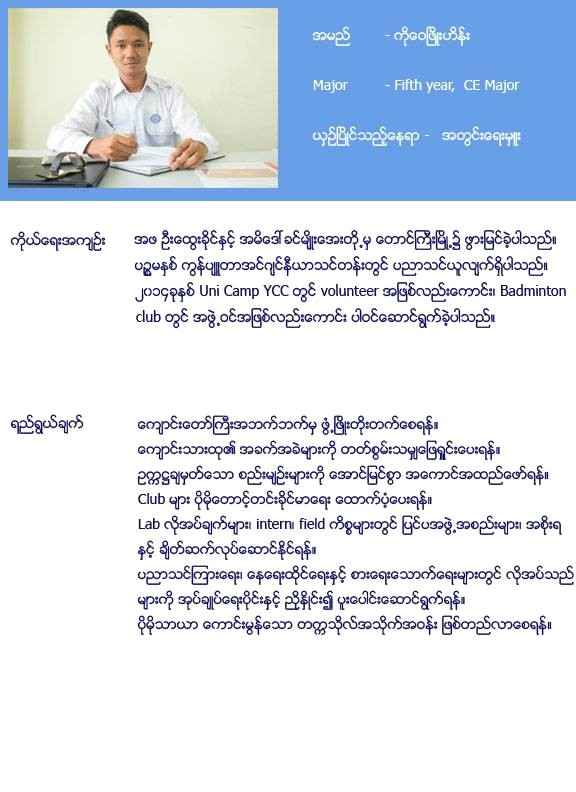 အမည် - ကိုဝေဖြိုးဟိန်း
Major - Fifth year, CE Major
ယှဉ်ပြိုင်သည့်နေရာ - အတွင်းရေးမှူး
ကိုယ်ရေးအကျဉ်း အဖ ဦးထွေးခိုင်နှင့် အမိဒေါ်ခင်မျိုးအေးတို့မှ တောင်ကြီးမြို့၌ ဖွားမြင်ခဲ့ပါသည်။
ပဉ္စမနှစ် ကွန်ပျူတာအင်ဂျင်နီယာသင်တန်းတွင် ပညာသင်ယူလျက်ရှိပါသည်။
၂၀၁၄ခုနှစ် Uni Camp YCC တွင် volunteer အဖြစ်လည်းကောင်း၊ Badminton
club တွင် အဖွဲ့ဝင်အဖြစ်လည်းကောင်း ပါဝင်ဆောင်ရွက်ခဲ့ပါသည်။
ရည်ရွယ်ချက် ကျောင်းတော်ကြီးအဘက်ဘက်မှ ဖွံ့ဖြိုးတိုးတက်စေရန်။
ကျောင်းသားထု၏ အခက်အခဲများကို တတ်စွမ်းသမျှဖြေရှင်းပေးရန်။
ဥက္ကဋ္ဌချမှတ်သော စည်းမျဉ်းများကို အောင်မြင်စွာ အကောင်အထည်ဖော်ရန်။
Club များ ပိုမိုတောင့်တင်းခိုင်မာရေး ထောက်ပံ့ပေးရန်။
Lab လိုအပ်ချက်များ၊ intern၊ field ကိစ္စများတွင် ပြင်ပအဖွဲ့အစည်းများ၊ အစိုးရ
နှင့် ချိတ်ဆက်လုပ်ဆောင်နိုင်ရန်။
ပညာသင်ကြားရေး၊ နေရေးထိုင်ရေးနှင့် စားရေးသောက်ရေးများတွင် လိုအပ်သည်
များကို အုပ်ချုပ်ရေးပိုင်းနှင့် ညှိနှိုင်း၍ ပူးပေါင်းဆောင်ရွက်ရန်။
ပိုမိုသာယာ ကောင်းမွန်သော တက္ကသိုလ်အသိုက်အဝန်း ဖြစ်တည်လာစေရန်။